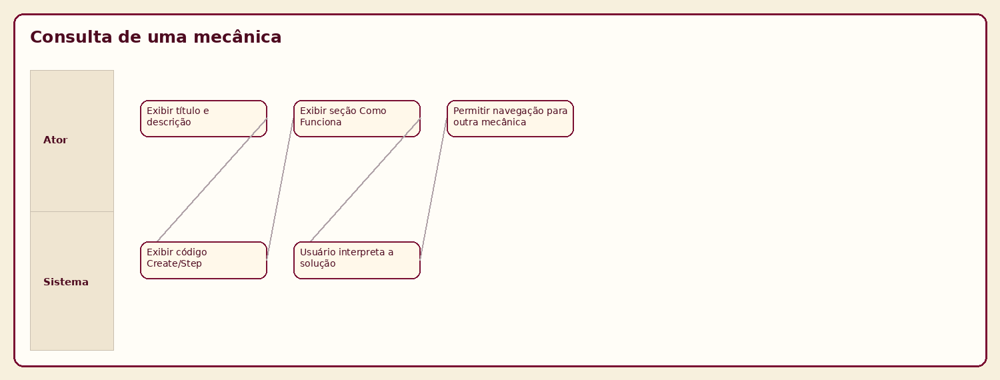 Consulta de uma mecânica
Ator
Exibir título e
descrição
Exibir seção Como
Funciona
Permitir navegação para
outra mecânica
Sistema
Exibir código
Create/Step
Usuário interpreta a
solução